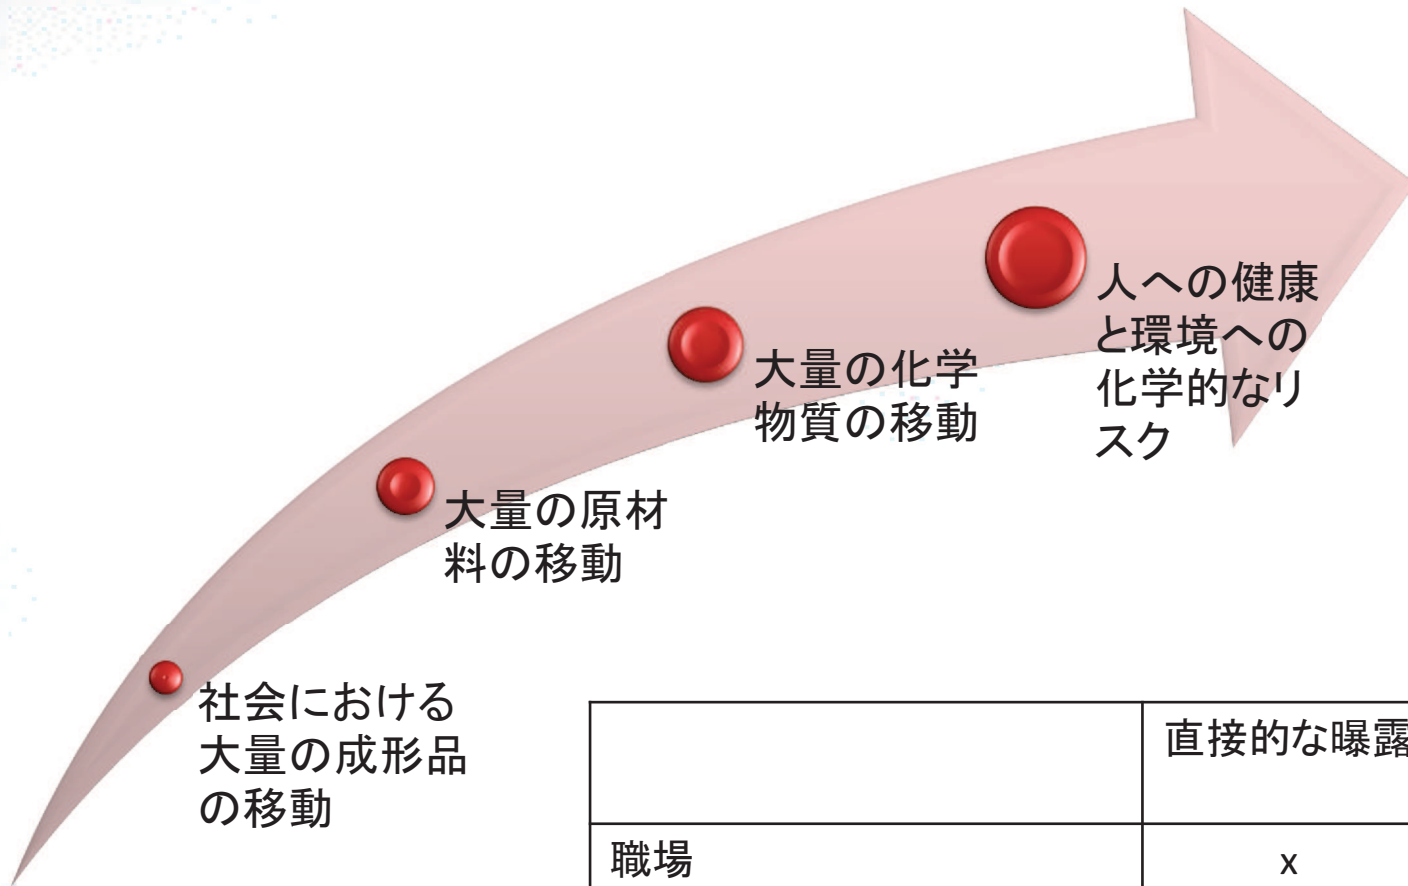 人への健康
と環境への
化学的なリ
スク
大量の化学
物質の移動
大量の原材
料の移動
社会における
大量の成形品
の移動
直接的な曝露
職場 x